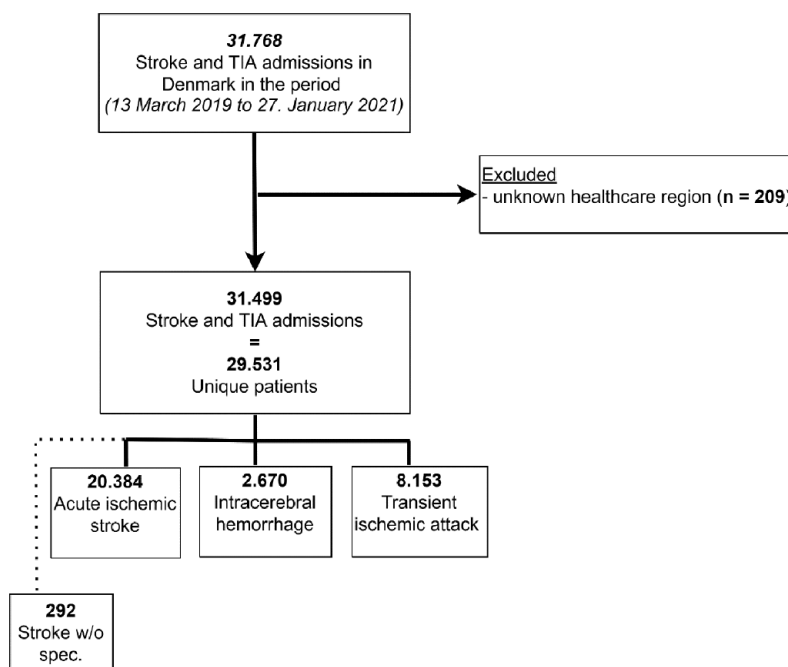 31.768
Stroke and TIA admissions in
Denmark in the period
(13 March 2019 to 27. January 2021)
Excluded
- unknown healthcare region (n = 209)
31.499
Stroke and TIA admissions
=
29.531
Unique patients
20.384
Acute ischemic
stroke
2.670
Intracerebral
hemorrhage
8.153
Transient
ischemic attack
292
Stroke w/o
spec.